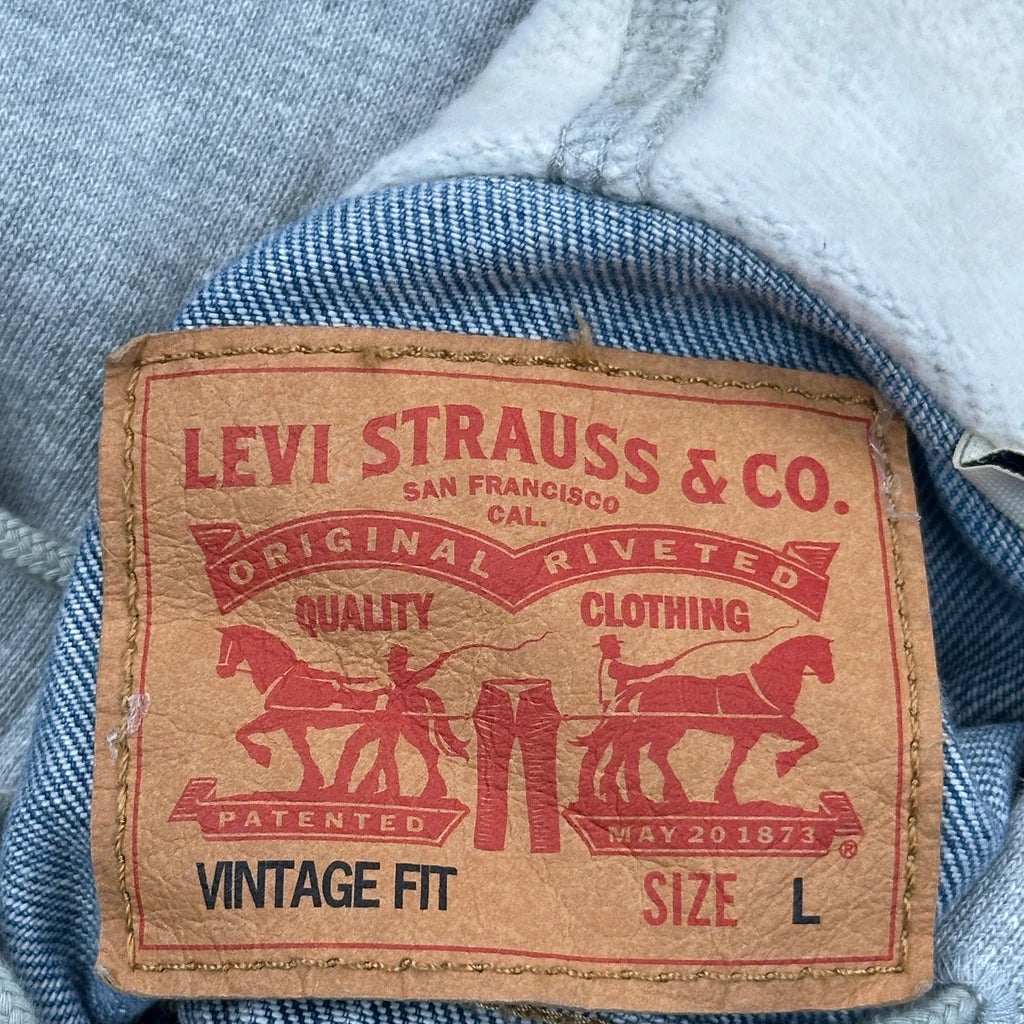 LEVI STRAUSS & CO.
SAN FRANCISCO
CAL.
ORIGINAL RIVETED
QUALITY CLOTHING
PATENTED MAY 20 1873 ®
VINTAGE FIT SIZE L